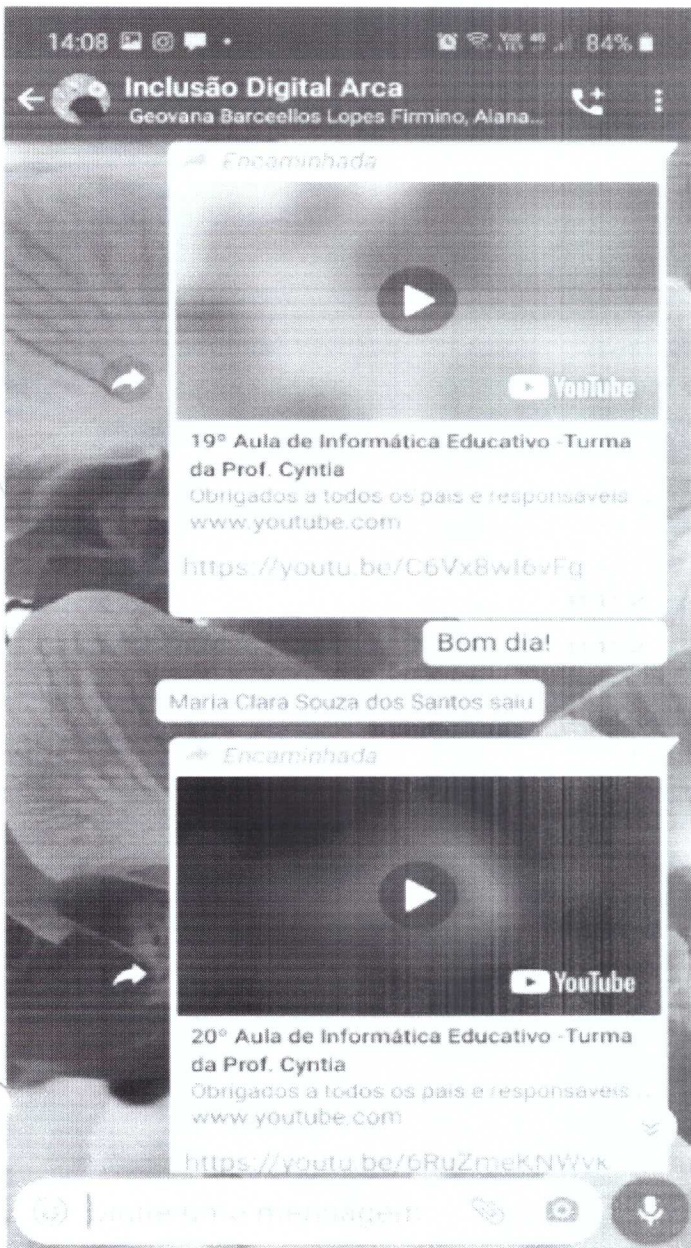 14:08
84%
Inclusão Digital Arca
Geovana Barceellos Lopes Firmino, Alana...
Encaminhada
YouTube
19° Aula de Informática Educativo -Turma
da Prof. Cyntia
Obrigados a todos os pais e responsáveis
www.youtube.com
https://youtu.be/C6VxBwI6vFg
Bom dia!
Maria Clara Souza dos Santos saiu
Encaminhada
YouTube
20° Aula de Informática Educativo -Turma
da Prof. Cyntia
Obrigados a todos os pais e responsáveis...
www.youtube.com
https://youtu.be/6RuZmeKNWvk